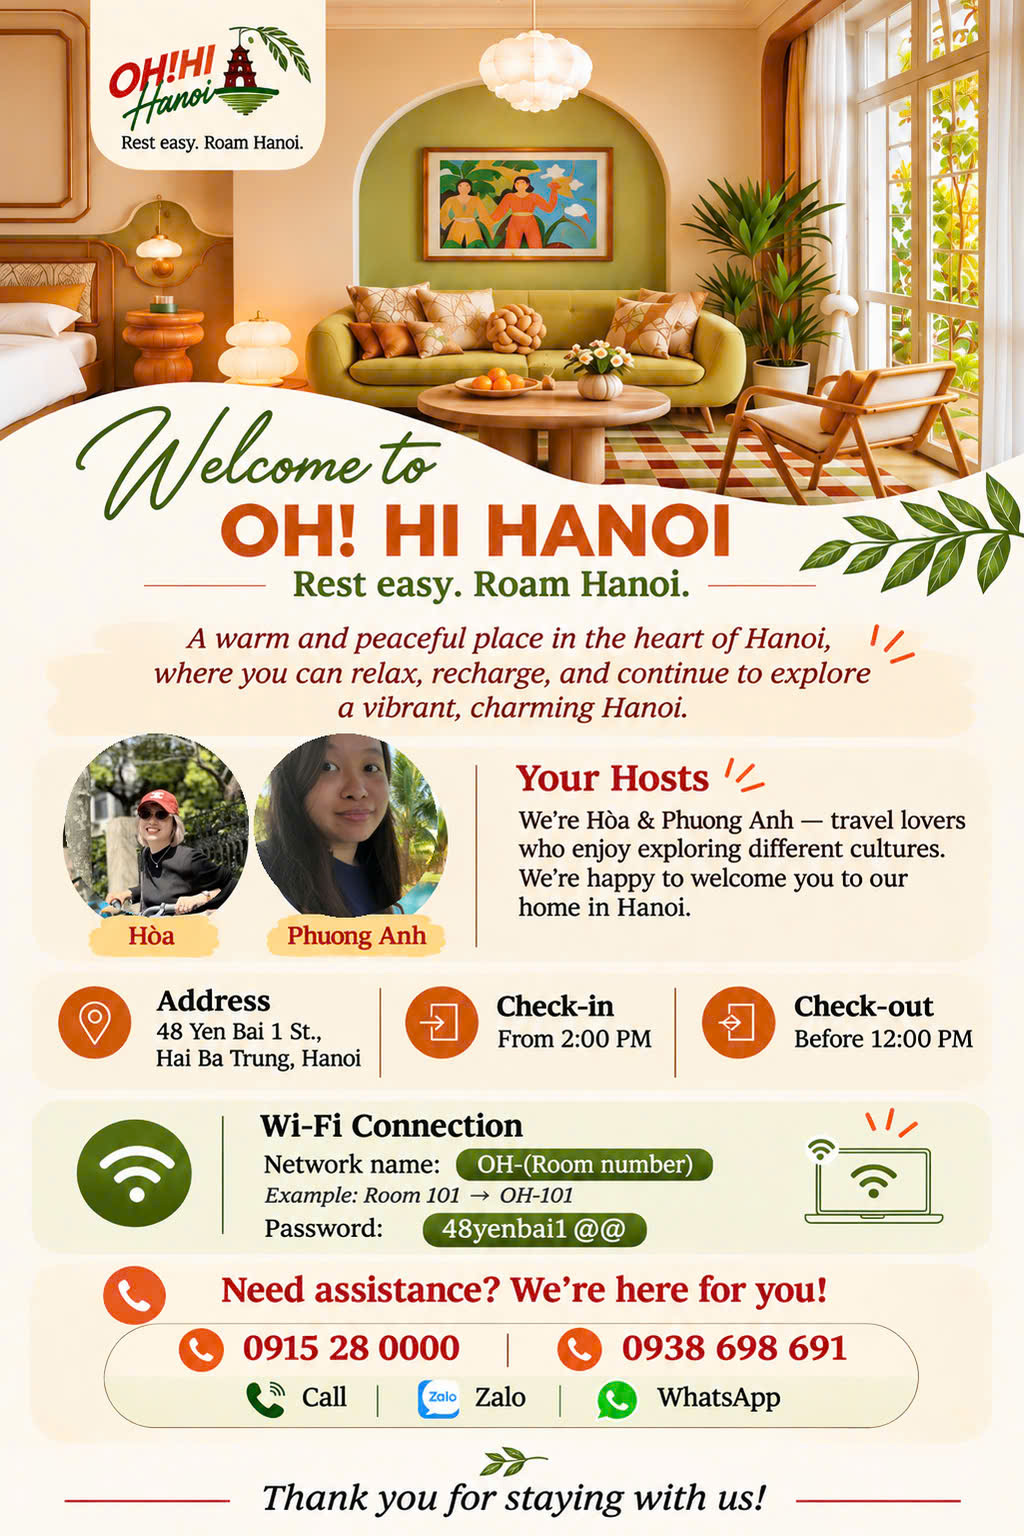 OH!HI
Hanoi
Rest easy. Roam Hanoi.
Welcome to
OH! HI HANOI
Rest easy. Roam Hanoi.
A warm and peaceful place in the heart of Hanoi,
where you can relax, recharge, and continue to explore
a vibrant, charming Hanoi.
Hòa
Phuong Anh
Your Hosts
We're Hòa & Phuong Anh — travel lovers
who enjoy exploring different cultures.
We're happy to welcome you to our
home in Hanoi.
Address
48 Yen Bai 1 St.,
Hai Ba Trung, Hanoi
Check-in
From 2:00 PM
Check-out
Before 12:00 PM
Wi-Fi Connection
Network name: OH-(Room number)
Example: Room 101 → OH-101
Password: 48yenbai1@@
Need assistance? We're here for you!
0915 28 0000 | 0938 698 691
Call | Zalo Zalo | WhatsApp
Thank you for staying with us!